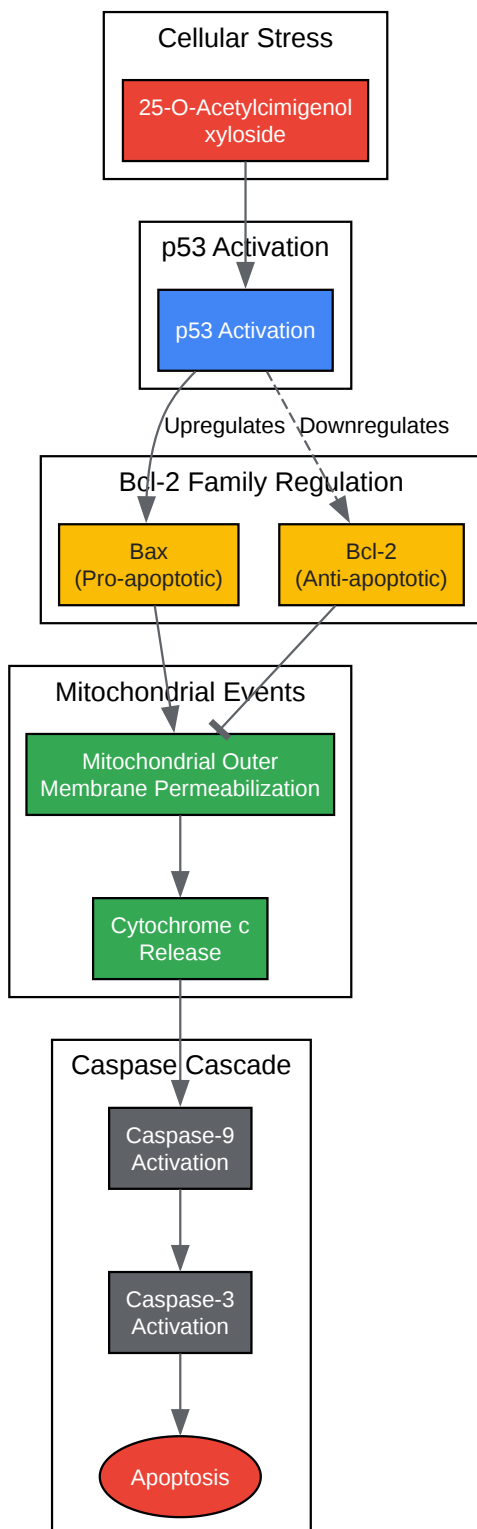 Cellular Stress
25-O-Acetylcimigenol
xyloside
p53 Activation
p53 Activation
Upregulates
Downregulates
Bcl-2 Family Regulation
Bax
(Pro-apoptotic)
Bcl-2
(Anti-apoptotic)
Mitochondrial Events
Mitochondrial Outer
Membrane Permeabilization
Cytochrome c
Release
Caspase Cascade
Caspase-9
Activation
Caspase-3
Activation
Apoptosis